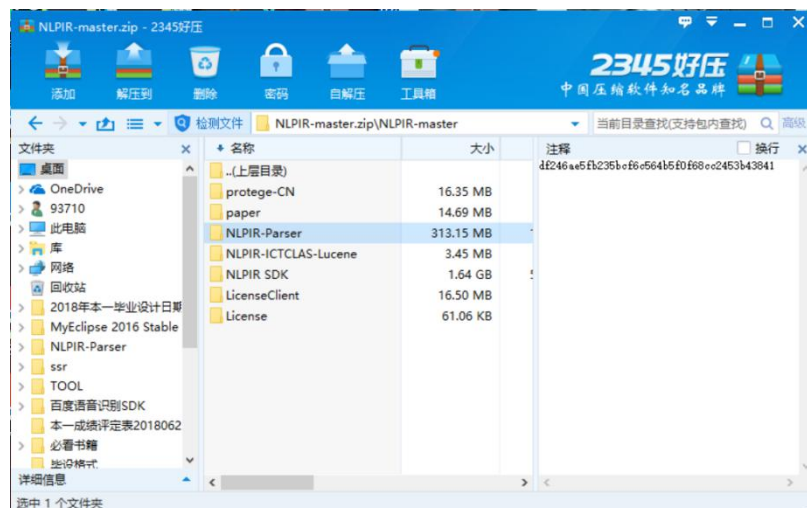 NLPIR-master.zip - 2345好压
添加 解压到 删除 密码 自解压 工具箱
2345好压
中国压缩软件知名品牌
检测文件 NLPIR-master.zip\NLPIR-master 当前目录查找(支持包内查找) 高级
文件夹
桌面
OneDrive
93710
此电脑
库
网络
回收站
2018年本一毕业设计日期
MyEclipse 2016 Stable
NLPIR-Parser
ssr
TOOL
百度语音识别SDK
本一成绩评定表2018062
必看书籍
毕设格式
详细信息
名称 大小
..(上层目录)
protege-CN 16.35 MB
paper 14.69 MB
NLPIR-Parser 313.15 MB
NLPIR-ICTCLAS-Lucene 3.45 MB
NLPIR SDK 1.64 GB
LicenseClient 16.50 MB
License 61.06 KB
注释 换行
df246ae5fb235bcf6c564b5f0f68cc2453b43841
选中 1 个文件夹